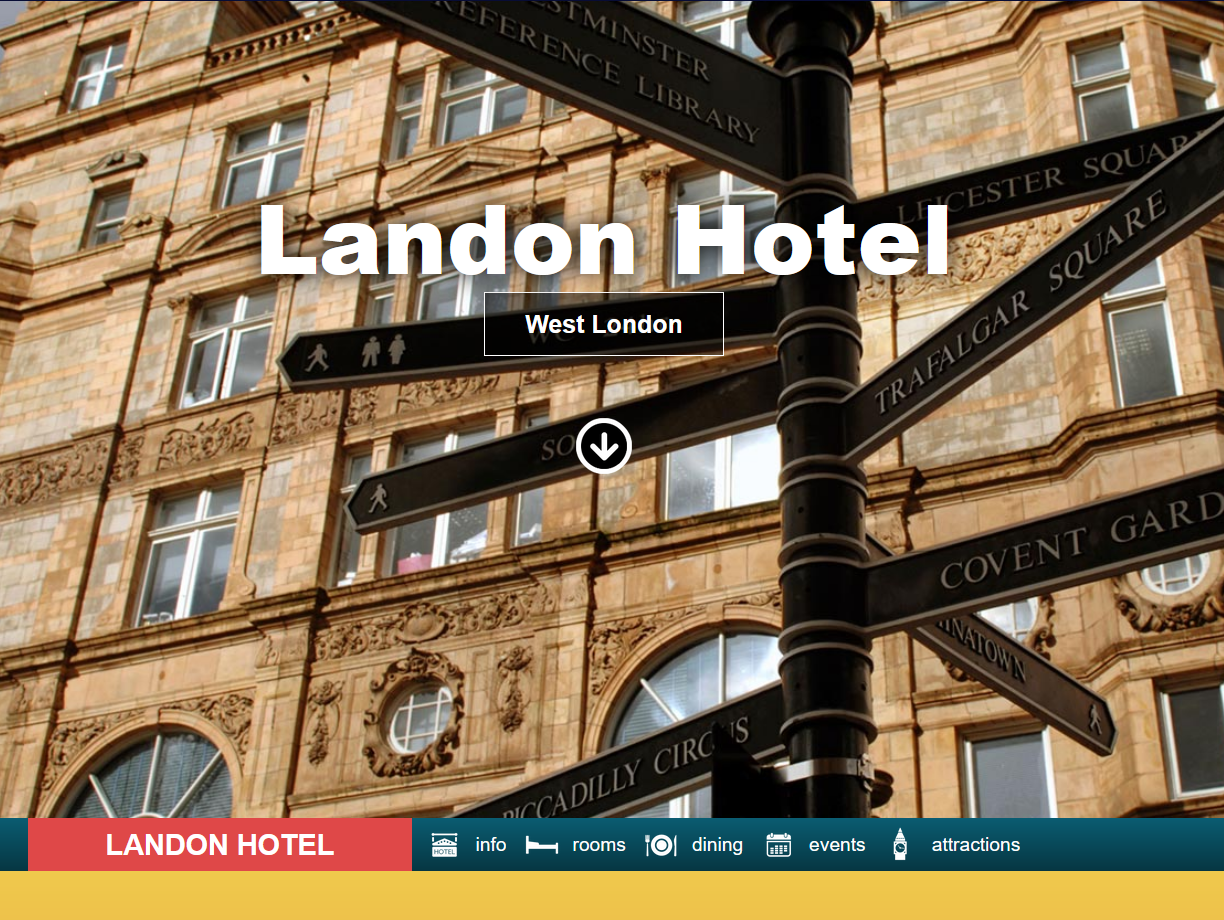 WESTMINSTER
REFERENCE LIBRARY
LEICESTER SQUARE
TRAFALGAR SQUARE
Landon Hotel
West London
COVENT GARD
PICCADILLY CIRCUS
LANDON HOTEL
HOTEL
info
rooms
dining
events
attractions